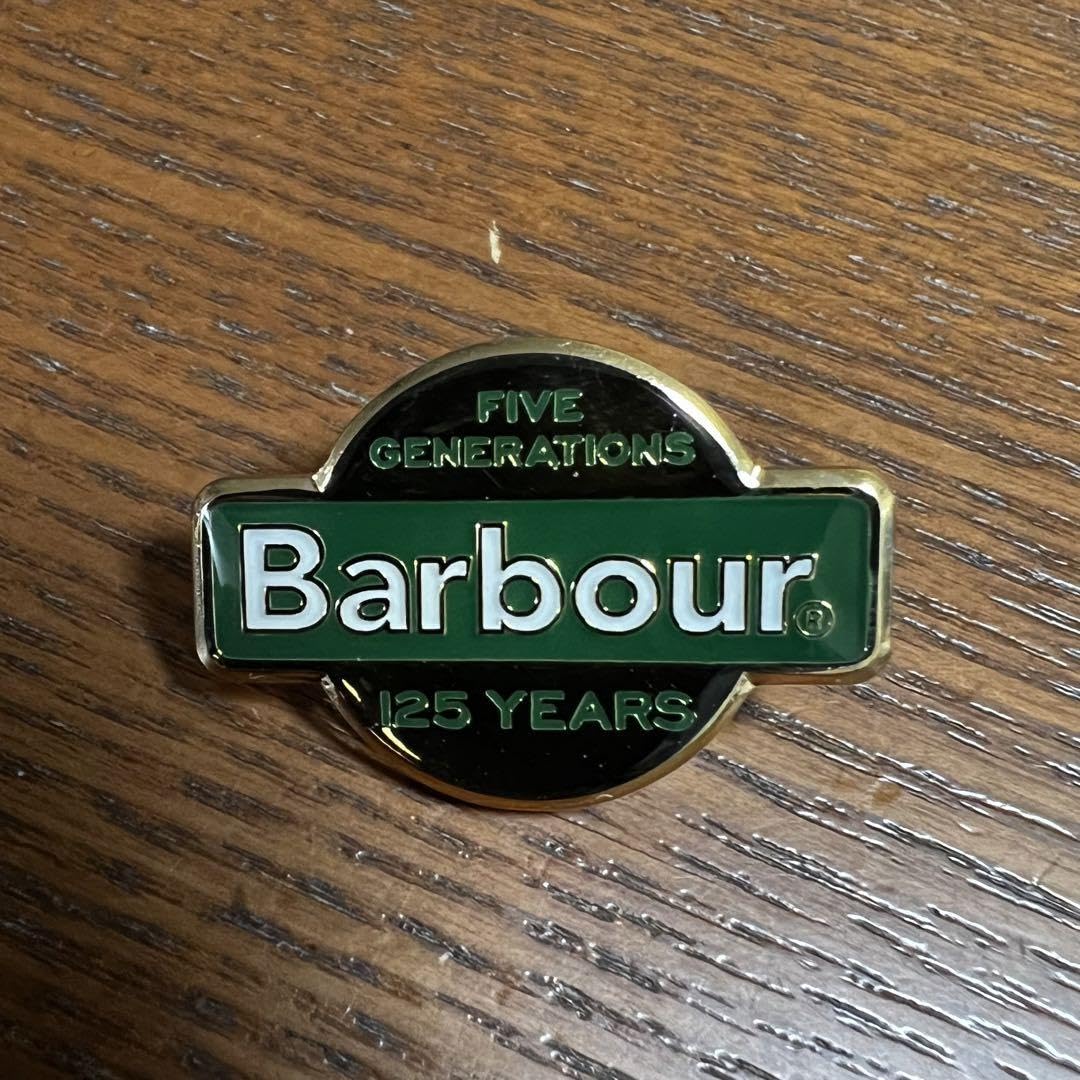 FIVE
GENERATIONS
Barbour®
125 YEARS